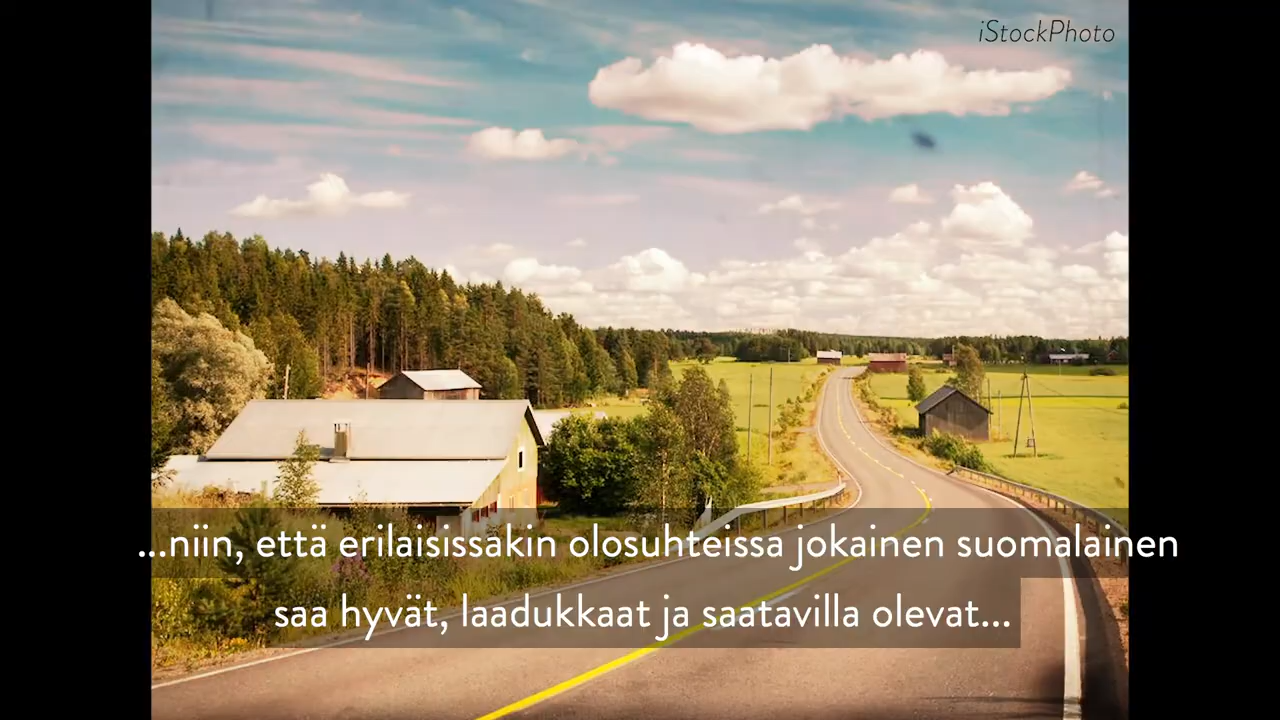 iStockPhoto
...niin, että erilaisissakin olosuhteissa jokainen suomalainen
saa hyvät, laadukkaat ja saatavilla olevat...